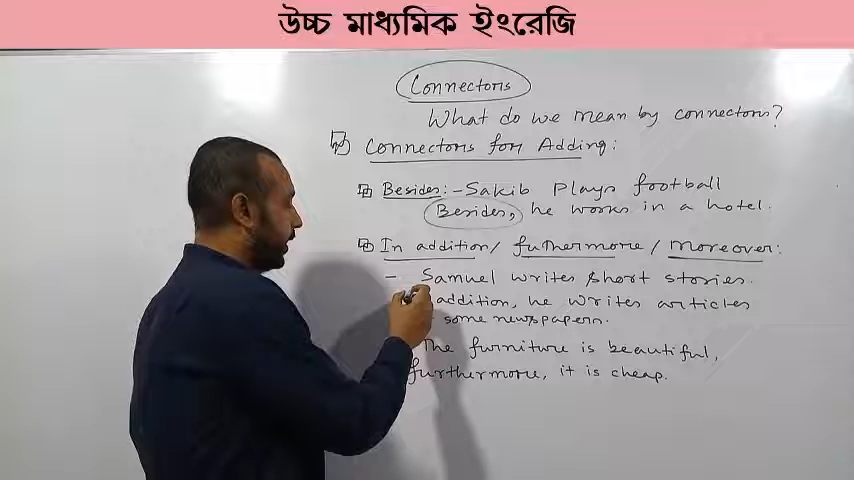 উচ্চ মাধ্যমিক ইংরেজি
Connectors
What do we mean by connectors?
Connectors for Adding:
Besides:- Sakib Plays football
Besides, he works in a hotel.
In addition/ futhermore / Moreover:
- Samuel writes short stories.
addition, he writes articles
some newspapers.
The furniture is beautiful,
furthermore, it is cheap.